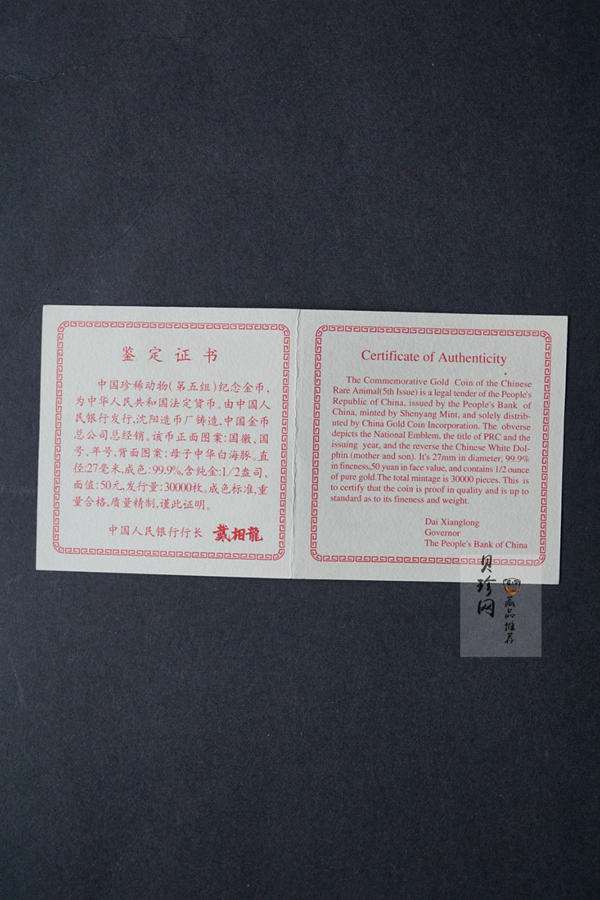 鉴定证书
中国珍稀动物(第五组)纪念金币,
为中华人民共和国法定货币。由中国人
民银行发行,沈阳造币厂铸造,中国金币
总公司总经销。该币正面图案:国徽、国
号、年号,背面图案:母子中华白海豚。直
径:27毫米,成色:99.9%,含纯金:1/2盎司,
面值:50元,发行量:30000枚。成色标准,重
量合格,质量精制,谨此证明。
中国人民银行行长 戴相龍
Certificate of Authenticity
The Commemorative Gold Coin of the Chinese
Rare Animal(5th Issue) is a legal tender of the People's
Republic of China, issued by the People's Bank of
China, minted by Shenyang Mint, and solely distrib-
uted by China Gold Coin Incorporation. The obverse
depicts the National Emblem, the title of PRC and the
issuing year, and the reverse the Chinese White Dol-
phin (mother and son). It's 27mm in diameter, 99.9%
in fineness,50 yuan in face value, and contains 1/2 ounce
of pure gold.The total mintage is 30000 pieces. This is
to certify that the coin is proof in quality and is up to
standard as to its fineness and weight.
Dai Xianglong
Governor
The People's Bank of China
贝珍网
藏品推荐